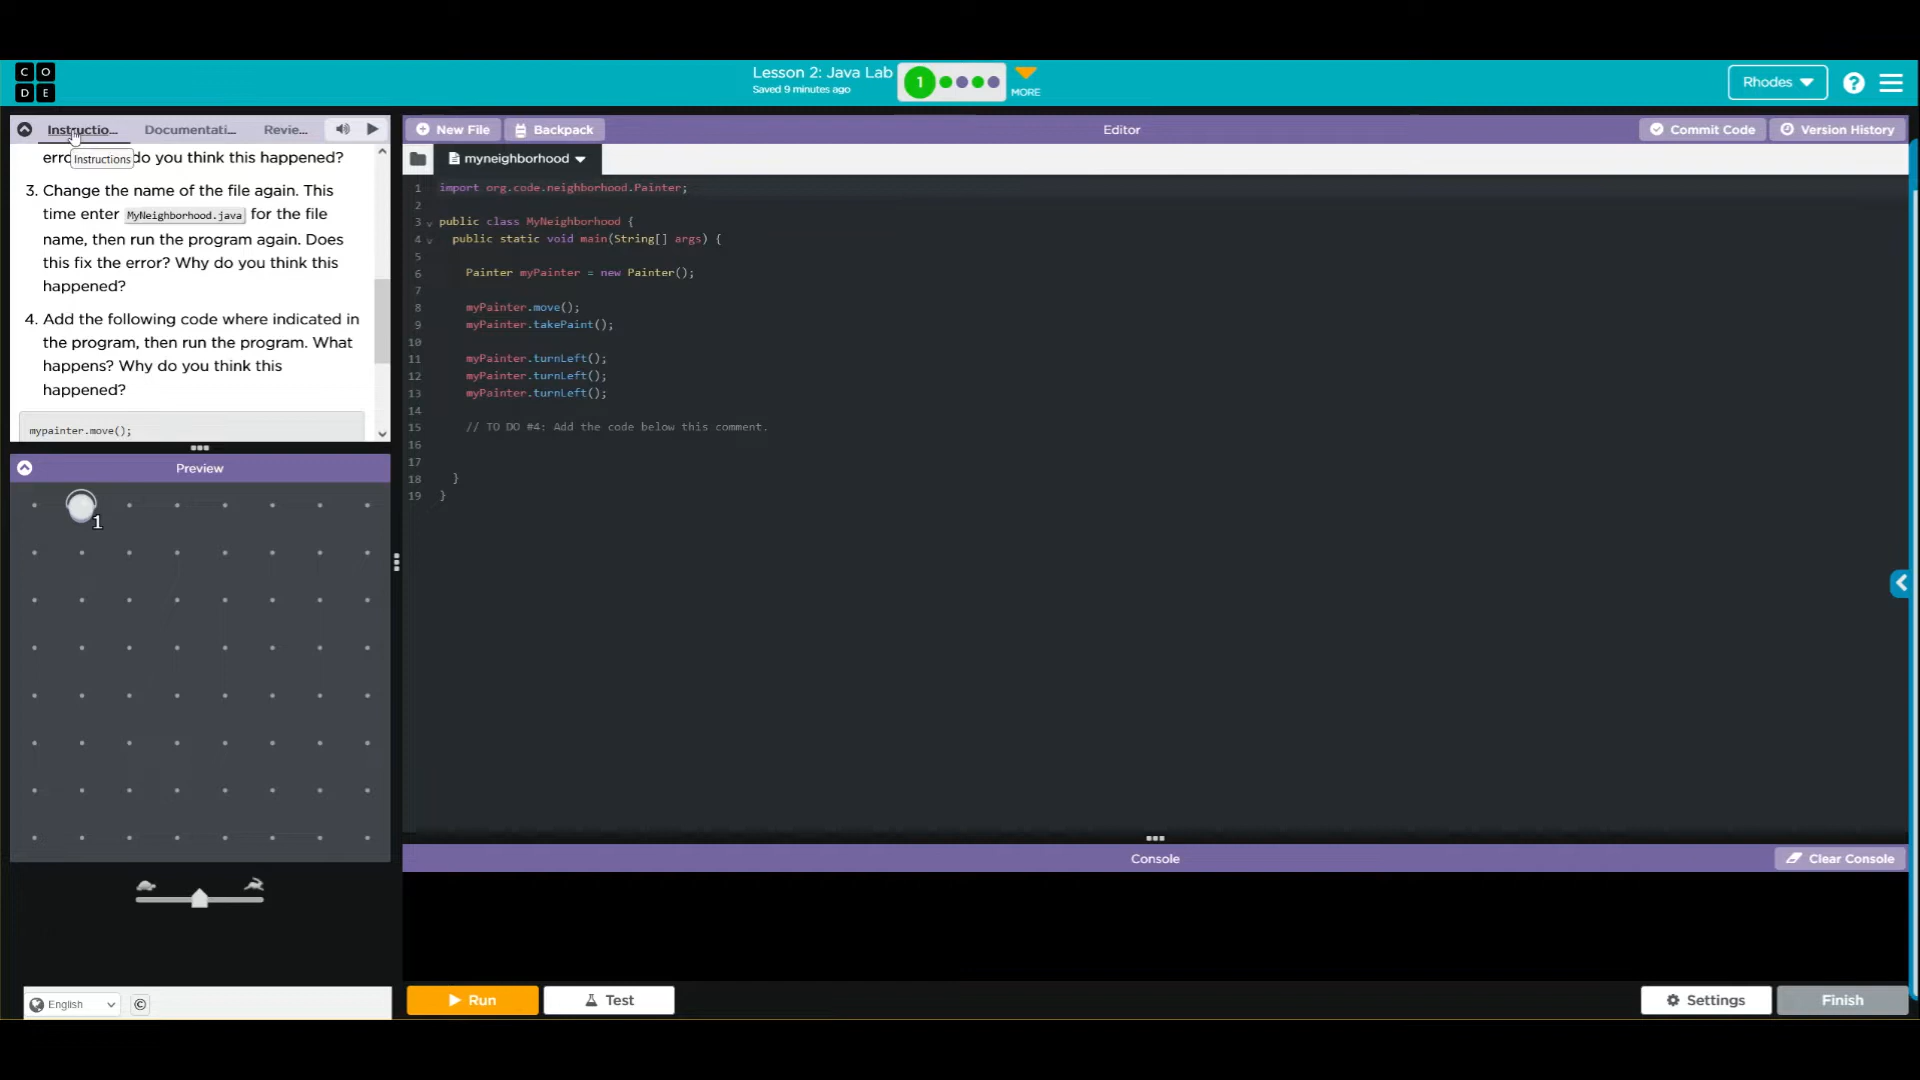 C O
D E
Lesson 2: Java Lab
Saved 9 minutes ago
1
MORE
Rhodes
?
Instructio...
Documentati...
Revie...
New File
Backpack
Editor
Commit Code
Version History
Instructions
do you think this happened?
3. Change the name of the file again. This
time enter MyNeighborhood.java for the file
name, then run the program again. Does
this fix the error? Why do you think this
happened?
4. Add the following code where indicated in
the program, then run the program. What
happens? Why do you think this
happened?
mypainter.move();
myneighborhood
1 import org.code.neighborhood.Painter;
2
3 public class MyNeighborhood {
4 public static void main(String[] args) {
5
6 Painter myPainter = new Painter();
7
8 myPainter.move();
9 myPainter.takePaint();
10
11 myPainter.turnLeft();
12 myPainter.turnLeft();
13 myPainter.turnLeft();
14
15 // TO DO #4: Add the code below this comment.
16
17
18 }
19 }
Preview
1
Console
Clear Console
English
©
Run
Test
Settings
Finish